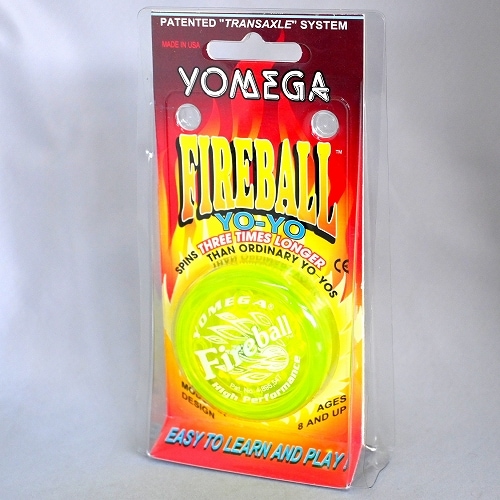 PATENTED "TRANSAXLE" SYSTEM
MADE IN USA
YOMEGA
FIREBALL™
YO-YO
SPINS THREE TIMES LONGER
THAN ORDINARY YO-YOS
CE
YOMEGA
Fireball
High Performance
DESIGN
AGES
8 AND UP
EASY TO LEARN AND PLAY!